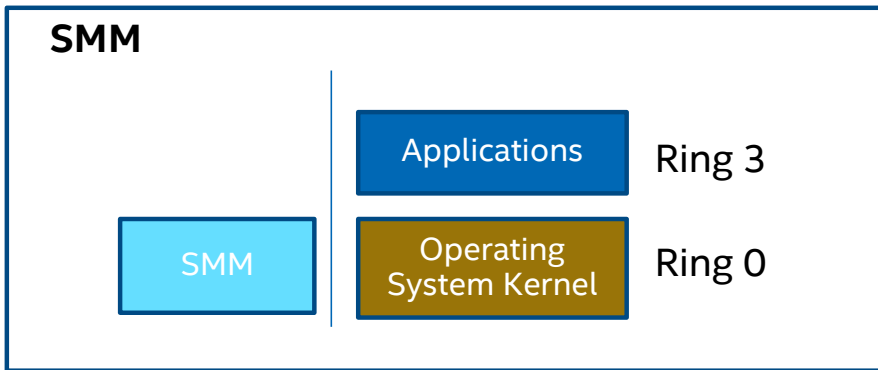 SMM
Applications
Ring 3
SMM
Operating
System Kernel
Ring 0